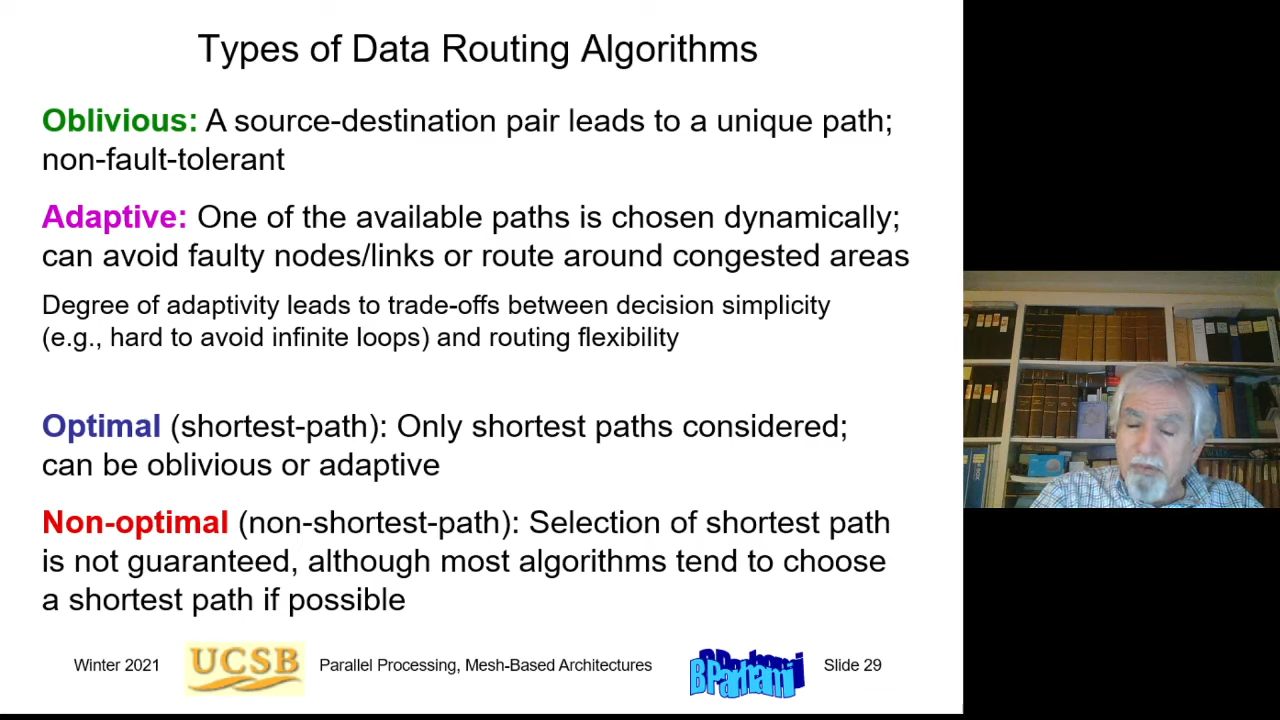 Types of Data Routing Algorithms
Oblivious: A source-destination pair leads to a unique path;
non-fault-tolerant
Adaptive: One of the available paths is chosen dynamically;
can avoid faulty nodes/links or route around congested areas
Degree of adaptivity leads to trade-offs between decision simplicity
(e.g., hard to avoid infinite loops) and routing flexibility
Optimal (shortest-path): Only shortest paths considered;
can be oblivious or adaptive
Non-optimal (non-shortest-path): Selection of shortest path
is not guaranteed, although most algorithms tend to choose
a shortest path if possible
Winter 2021
UCSB
Parallel Processing, Mesh-Based Architectures
BParhami
Slide 29